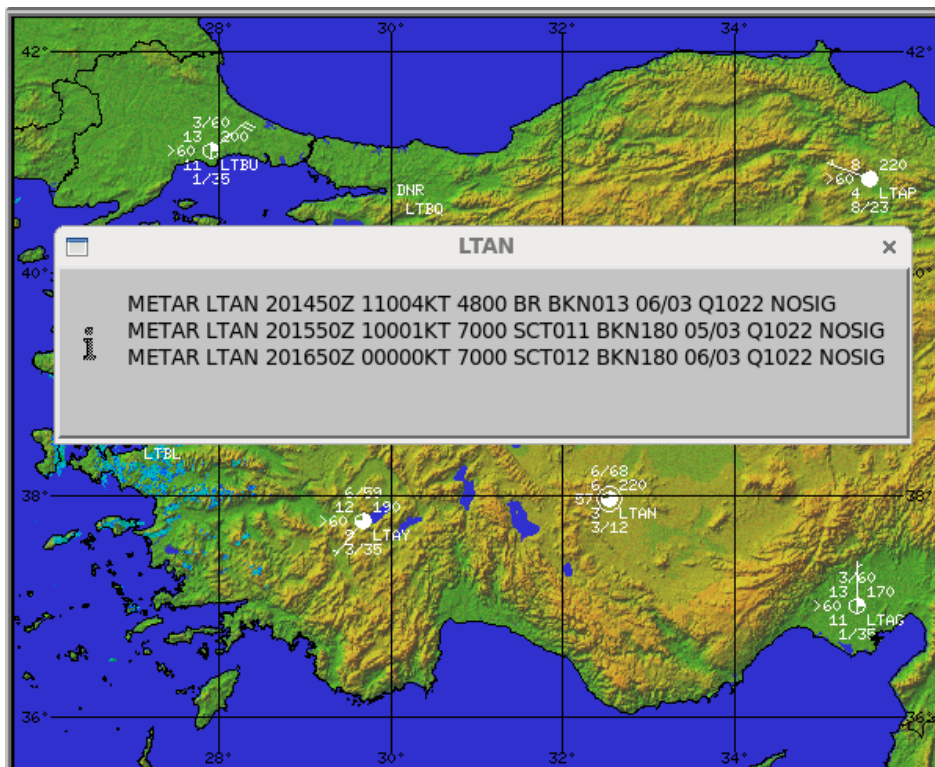 28° 30° 32° 34°
42° 42°
3/60
13 200
>60
11 LTBU
1/35
8 220
>60
4 LTAP
8/23
DNR
LTBQ
LTAN
40° 40°
METAR LTAN 201450Z 11004KT 4800 BR BKN013 06/03 Q1022 NOSIG
METAR LTAN 201550Z 10001KT 7000 SCT011 BKN180 05/03 Q1022 NOSIG
METAR LTAN 201650Z 00000KT 7000 SCT012 BKN180 06/03 Q1022 NOSIG
LTBL
6/68
6 220
57
3 LTAN
3/12
38° 38°
6/59
12 190
>60
9 LTAY
3/35
3/60
13 170
>60
11 LTAG
1/35
36° 36°
28° 30° 32° 34°